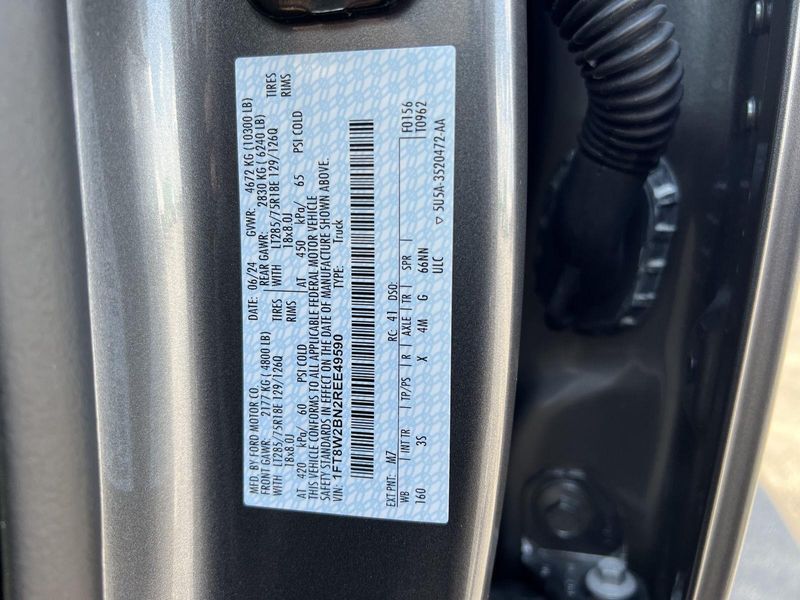 MFD. BY FORD MOTOR CO. DATE: 06/24 GVWR: 4672 KG (10300 LB)
FRONT GAWR: 2177 KG (4800 LB) REAR GAWR: 2830 KG (6240 LB)
WITH LT285/75R18E 129/126Q TIRES WITH LT285/75R18E 129/126Q TIRES
18x8.0J RIMS 18x8.0J RIMS
AT 420 kPa/ 60 PSI COLD AT 450 kPa/ 65 PSI COLD
THIS VEHICLE CONFORMS TO ALL APPLICABLE FEDERAL MOTOR VEHICLE
SAFETY STANDARDS IN EFFECT ON THE DATE OF MANUFACTURE SHOWN ABOVE.
VIN: 1FT8W2BN2REE49590 TYPE: Truck
F0156
T0962
EXT PNT: M7 RC: 41 DSO:
WB INT TR TP/PS R AXLE TR SPR
160 3S X 4M G 66NN
ULC ▽ 5U5A-3520472-AA